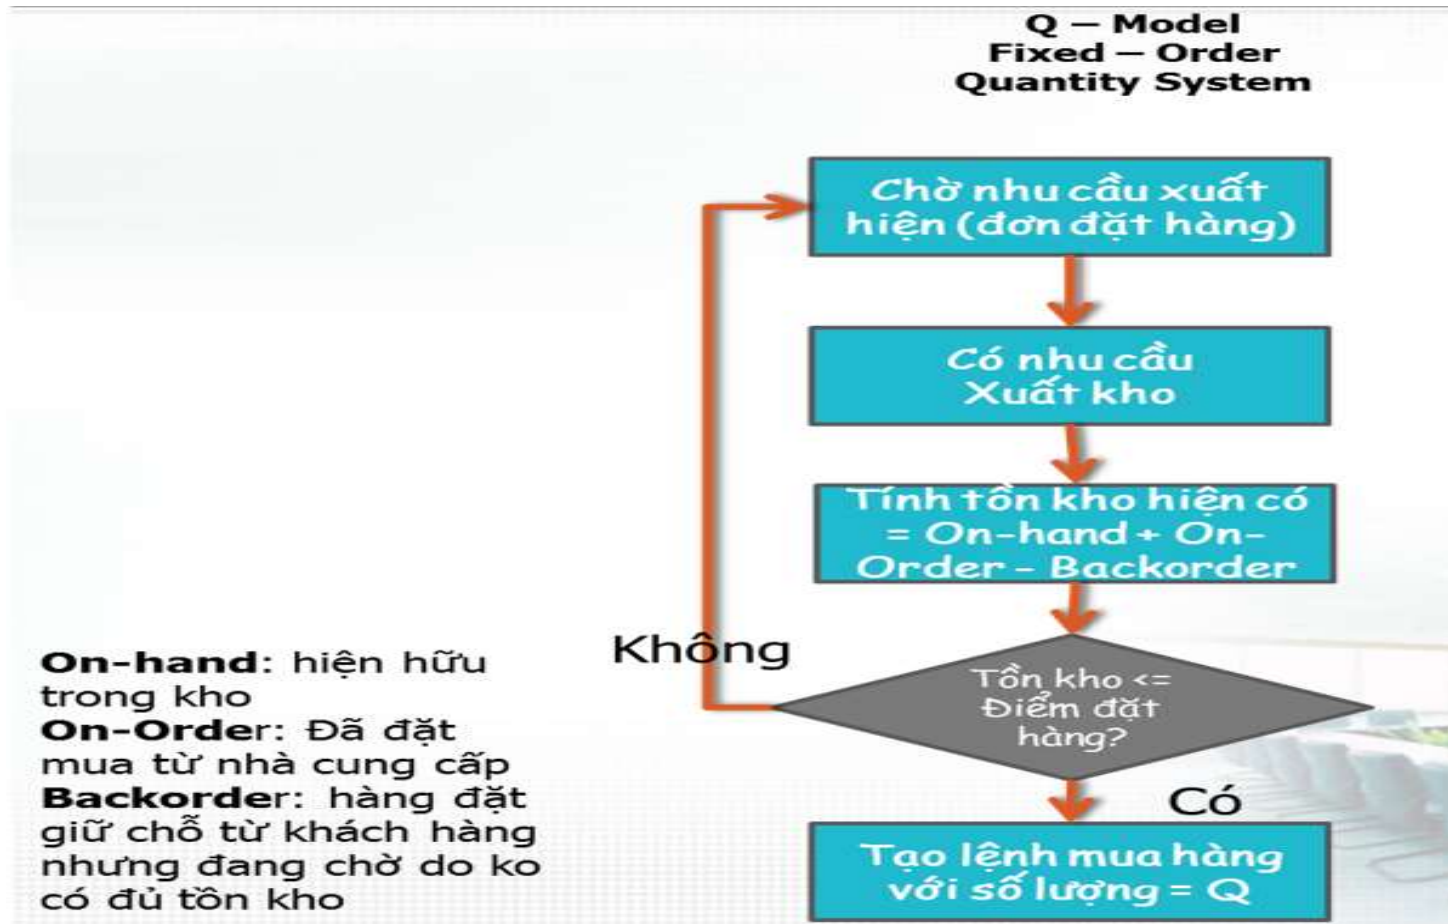 Q – Model
Fixed – Order
Quantity System
Chờ nhu cầu xuất
hiện (đơn đặt hàng)
Có nhu cầu
Xuất kho
Tính tồn kho hiện có
= On-hand + On-
Order - Backorder
Không
Tồn kho <=
Điểm đặt
hàng?
Có
Tạo lệnh mua hàng
với số lượng = Q
On-hand: hiện hữu
trong kho
On-Order: Đã đặt
mua từ nhà cung cấp
Backorder: hàng đặt
giữ chỗ từ khách hàng
nhưng đang chờ do ko
có đủ tồn kho